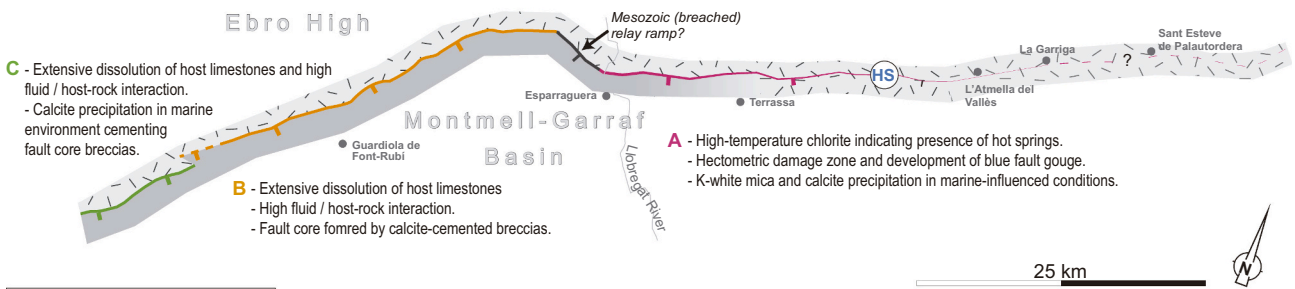 Ebro High
Mesozoic (breached)
relay ramp?
Sant Esteve
de Palautordera
La Garriga
?
HS
L'Atmella del
Vallès
C - Extensive dissolution of host limestones and high
fluid / host-rock interaction.
- Calcite precipitation in marine
environment cementing
fault core breccias.
Esparraguera
Terrassa
Montmell-Garraf
Basin
Guardiola de
Font-Rubí
Llobregat River
A - High-temperature chlorite indicating presence of hot springs.
- Hectometric damage zone and development of blue fault gouge.
- K-white mica and calcite precipitation in marine-influenced conditions.
B - Extensive dissolution of host limestones
- High fluid / host-rock interaction.
- Fault core fomred by calcite-cemented breccias.
25 km
N